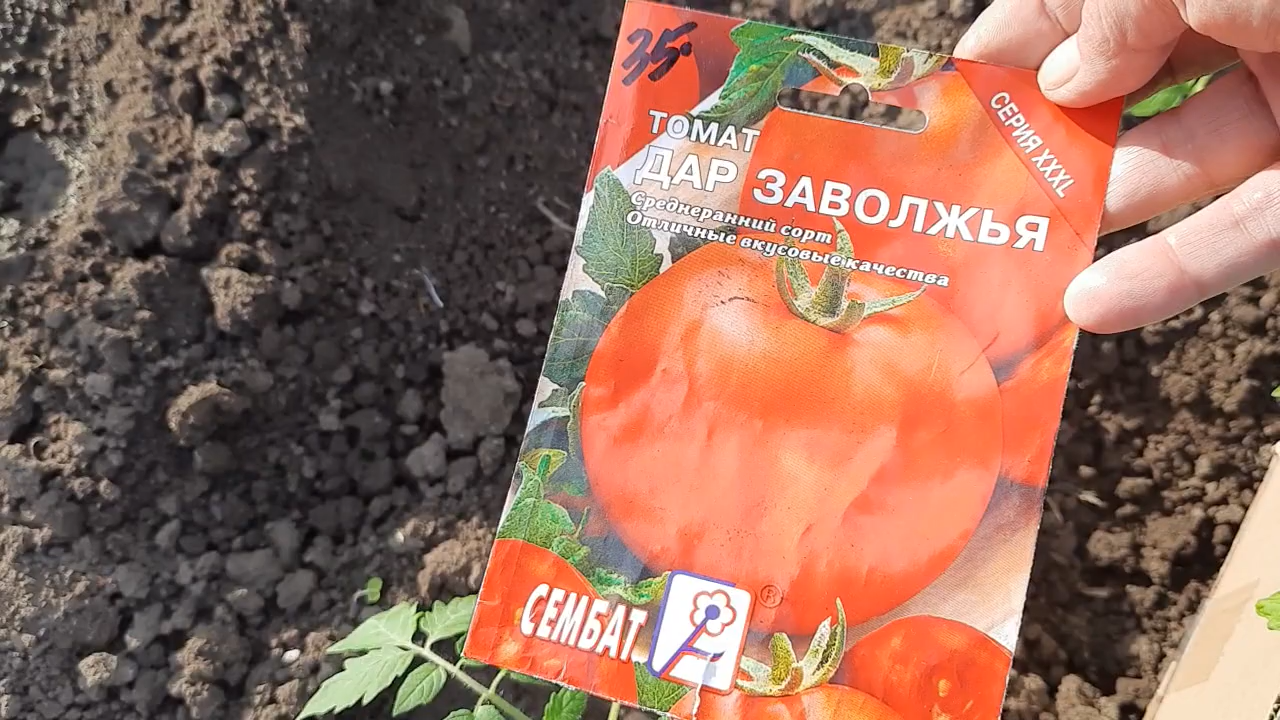 35.
СЕРИЯ XXXL
ТОМАТ
ДАР ЗАВОЛЖЬЯ
Среднеранний сорт
Отличные вкусовые качества
СЕМБАТ
®